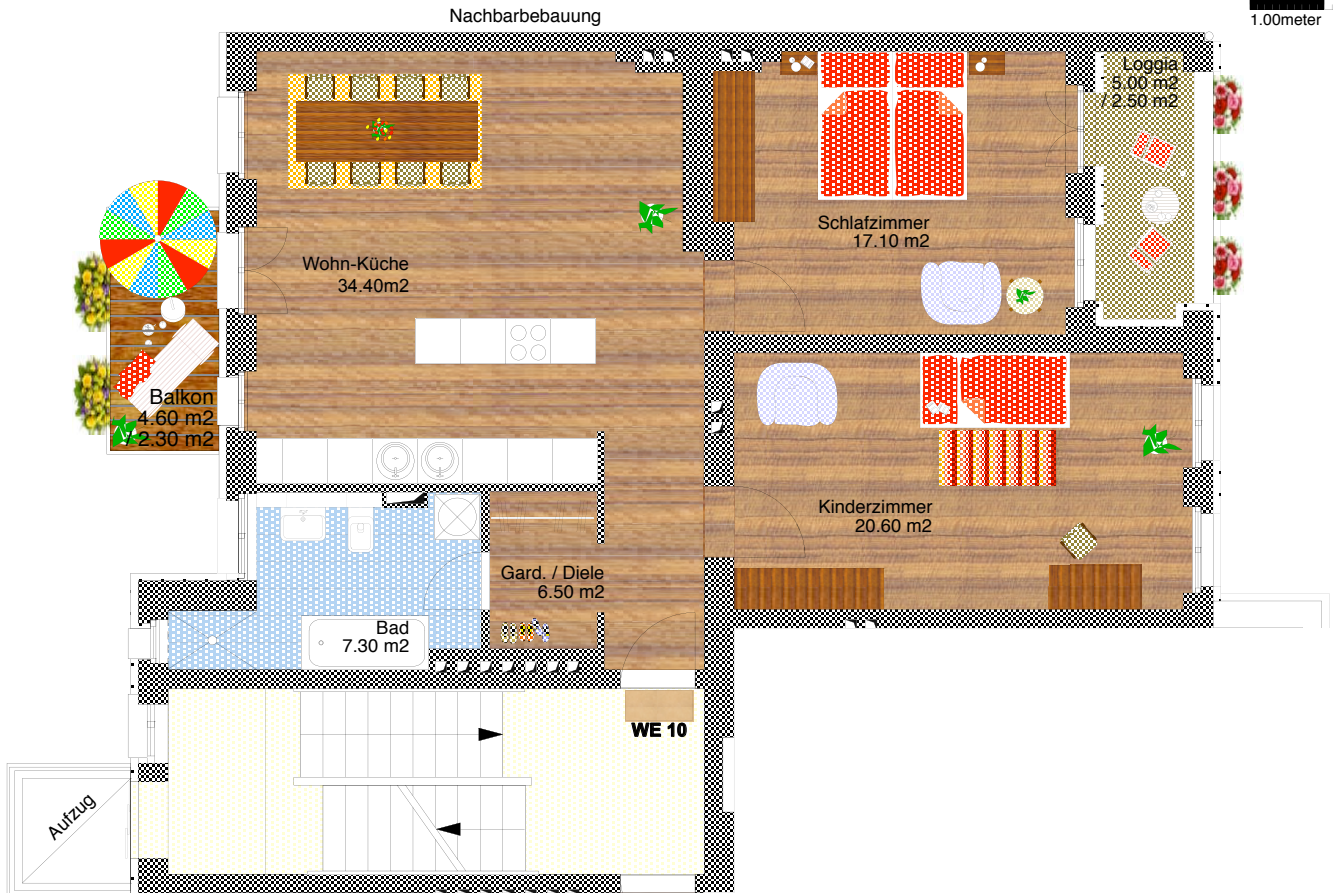 Nachbarbebauung
1.00meter
Loggia
5.00 m2
/ 2.50 m2
Schlafzimmer
17.10 m2
Wohn-Küche
34.40m2
Balkon
4.60 m2
/ 2.30 m2
Kinderzimmer
20.60 m2
Gard. / Diele
6.50 m2
Bad
7.30 m2
WE 10
Aufzug